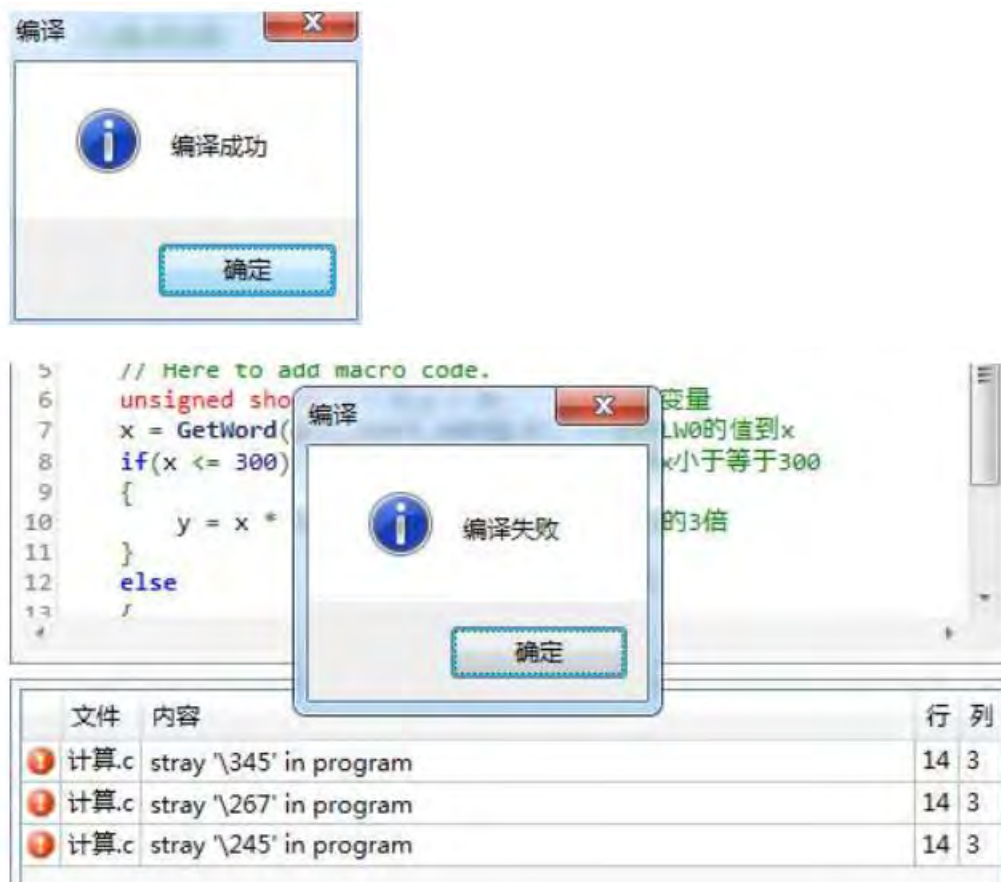 编译
编译成功
确定
5 // Here to add macro code.
6 unsigned sho 变量
7 x = GetWord( LW0的值到x
8 if(x <= 300) x小于等于300
9 {
10 y = x * 的3倍
11 }
12 else
13 {
编译
编译失败
确定
文件 内容 行 列
计算.c stray '\345' in program 14 3
计算.c stray '\267' in program 14 3
计算.c stray '\245' in program 14 3